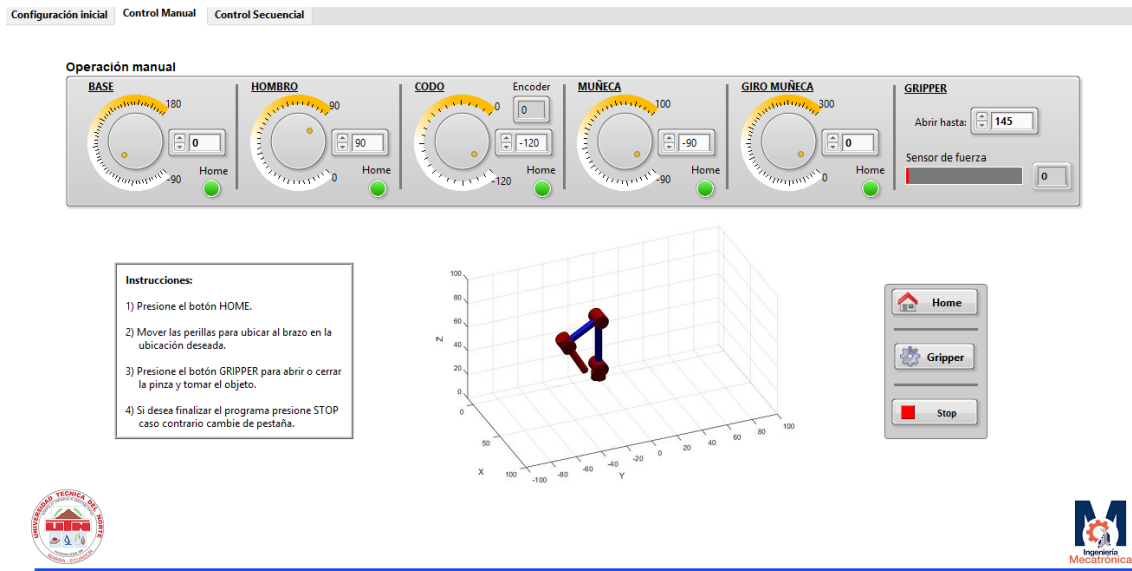 Configuración inicial Control Manual Control Secuencial
Operación manual
BASE HOMBRO CODO Encoder MUÑECA GIRO MUÑECA GRIPPER
180 90 0 0 100 300
Abrir hasta: 145
0 90 -120 -90 0
Sensor de fuerza
Home Home Home Home Home
-90 0 -120 -90 0 0
Instrucciones:
1) Presione el botón HOME.
2) Mover las perillas para ubicar al brazo en la
ubicación deseada.
3) Presione el botón GRIPPER para abrir o cerrar
la pinza y tomar el objeto.
4) Si desea finalizar el programa presione STOP
caso contrario cambie de pestaña.
100
80
60
40
20
0
Z
0
50
100
X
-100 -80 -60 -40 -20 0 20 40 60 80 100
Y
Home
Gripper
Stop
UNIVERSIDAD TECNICA DEL NORTE
UTN
IBARRA - ECUADOR
Ingeniería
Mecatrónica